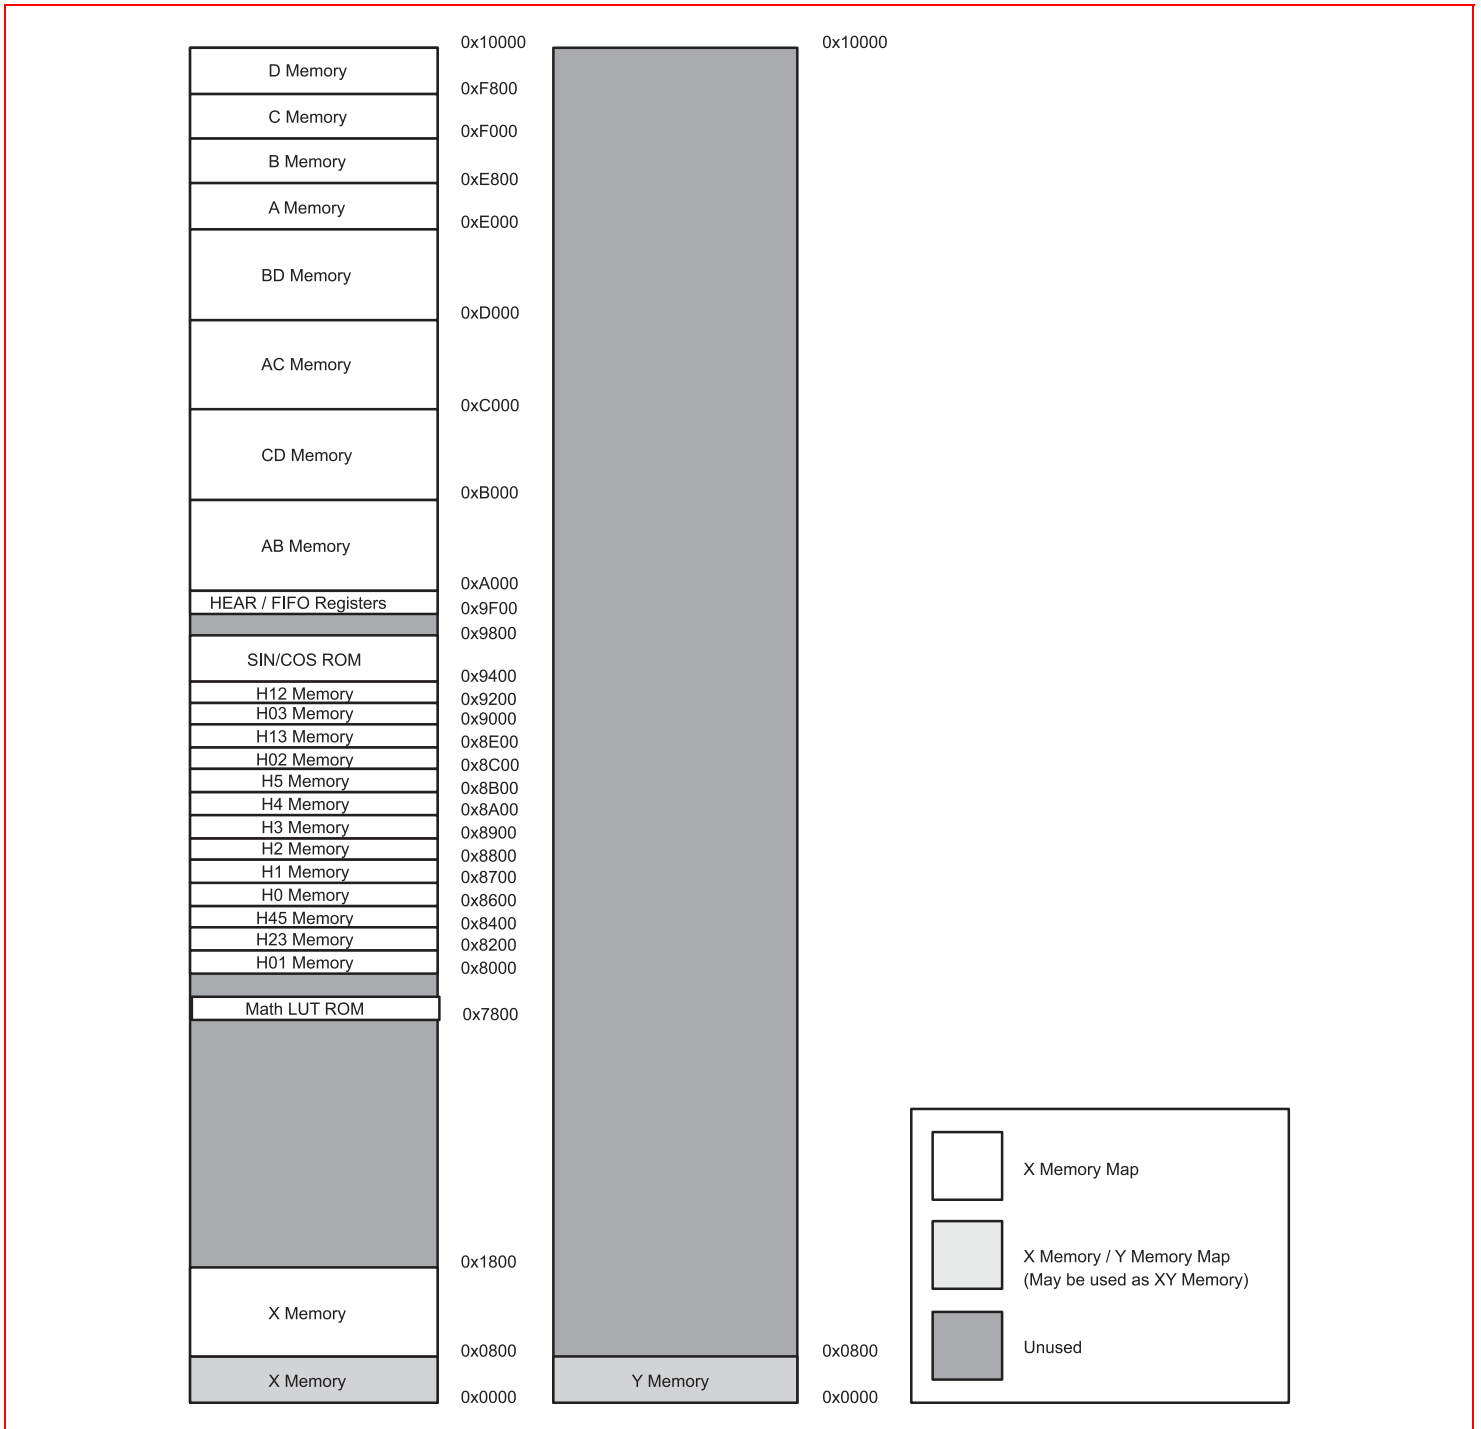 0x10000
0x10000
D Memory
0xF800
C Memory
0xF000
B Memory
0xE800
A Memory
0xE000
BD Memory
0xD000
AC Memory
0xC000
CD Memory
0xB000
AB Memory
0xA000
HEAR / FIFO Registers
0x9F00
0x9800
SIN/COS ROM
0x9400
H12 Memory
0x9200
H03 Memory
0x9000
H13 Memory
0x8E00
H02 Memory
0x8C00
H5 Memory
0x8B00
H4 Memory
0x8A00
H3 Memory
0x8900
H2 Memory
0x8800
H1 Memory
0x8700
H0 Memory
0x8600
H45 Memory
0x8400
H23 Memory
0x8200
H01 Memory
0x8000
Math LUT ROM
0x7800
0x1800
X Memory
0x0800
X Memory
0x0000
0x0800
Y Memory
0x0000
X Memory Map
X Memory / Y Memory Map
(May be used as XY Memory)
Unused